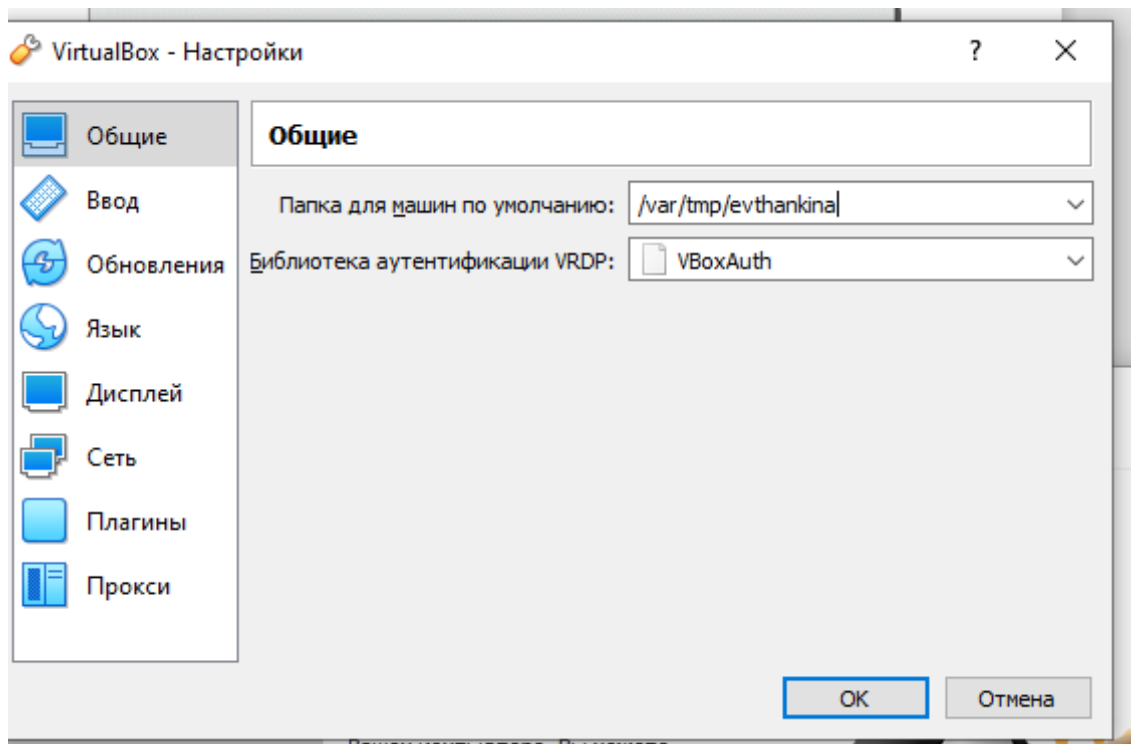 VirtualBox - Настройки
?
Общие
Ввод
Обновления
Язык
Дисплей
Сеть
Плагины
Прокси
Общие
Папка для машин по умолчанию: /var/tmp/evthankina
Библиотека аутентификации VRDP: VBoxAuth
OK
Отмена